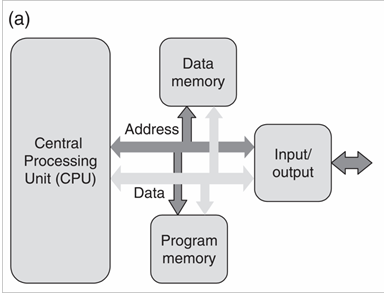 (a)
Data
memory
Address
Central
Processing
Unit (CPU)
Input/
output
Data
Program
memory